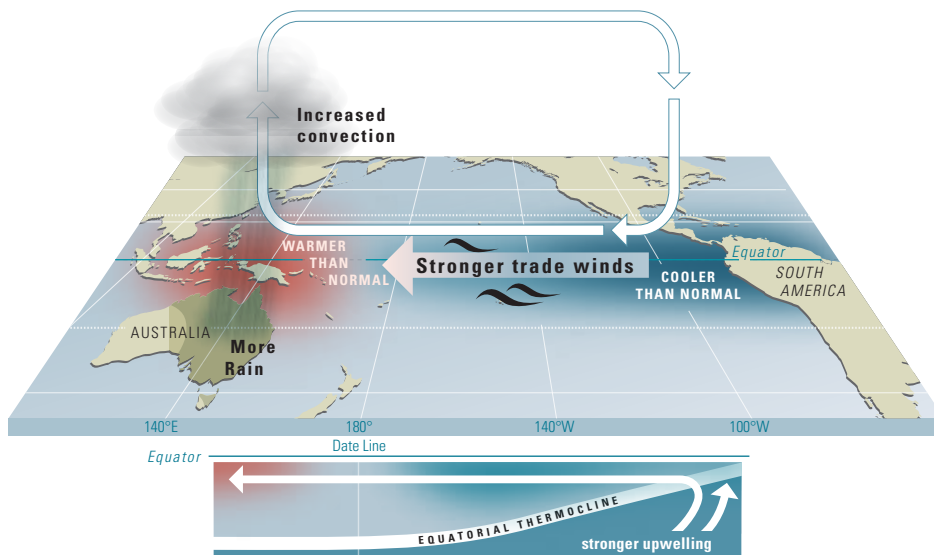 Increased
convection
WARMER
THAN
NORMAL
Stronger trade winds
Equator
COOLER
THAN NORMAL
SOUTH
AMERICA
AUSTRALIA
More
Rain
140°E
180°
140°W
100°W
Date Line
Equator
EQUATORIAL THERMOCLINE
stronger upwelling